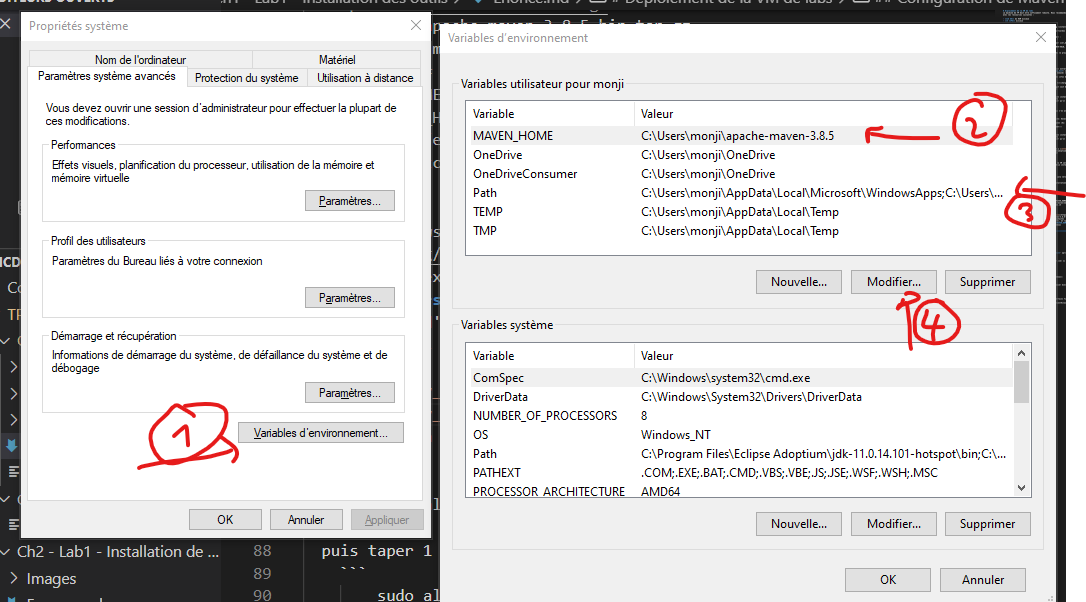 Propriétés système
Nom de l'ordinateur
Matériel
Paramètres système avancés
Protection du système
Utilisation à distance
Vous devez ouvrir une session d'administrateur pour effectuer la plupart de
ces modifications.
Performances
Effets visuels, planification du processeur, utilisation de la mémoire et
mémoire virtuelle
Paramètres...
Profil des utilisateurs
Paramètres du Bureau liés à votre connexion
Paramètres...
Démarrage et récupération
Informations de démarrage du système, de défaillance du système et de
débogage
Paramètres...
1
Variables d'environnement...
OK
Annuler
Appliquer
Variables d'environnement
Variables utilisateur pour monji
Variable Valeur
MAVEN_HOME C:\Users\monji\apache-maven-3.8.5
2
OneDrive C:\Users\monji\OneDrive
OneDriveConsumer C:\Users\monji\OneDrive
Path C:\Users\monji\AppData\Local\Microsoft\WindowsApps;C:\Users\...
3
TEMP C:\Users\monji\AppData\Local\Temp
TMP C:\Users\monji\AppData\Local\Temp
Nouvelle...
Modifier...
Supprimer
4
Variables système
Variable Valeur
ComSpec C:\Windows\system32\cmd.exe
DriverData C:\Windows\System32\Drivers\DriverData
NUMBER_OF_PROCESSORS 8
OS Windows_NT
Path C:\Program Files\Eclipse Adoptium\jdk-11.0.14.101-hotspot\bin;C:\...
PATHEXT .COM;.EXE;.BAT;.CMD;.VBS;.VBE;.JS;.JSE;.WSF;.WSH;.MSC
PROCESSOR_ARCHITECTURE AMD64
Nouvelle...
Modifier...
Supprimer
OK
Annuler
Ch2 - Lab1 - Installation de ...
Images
88 puis taper 1
89 ```
90 sudo al